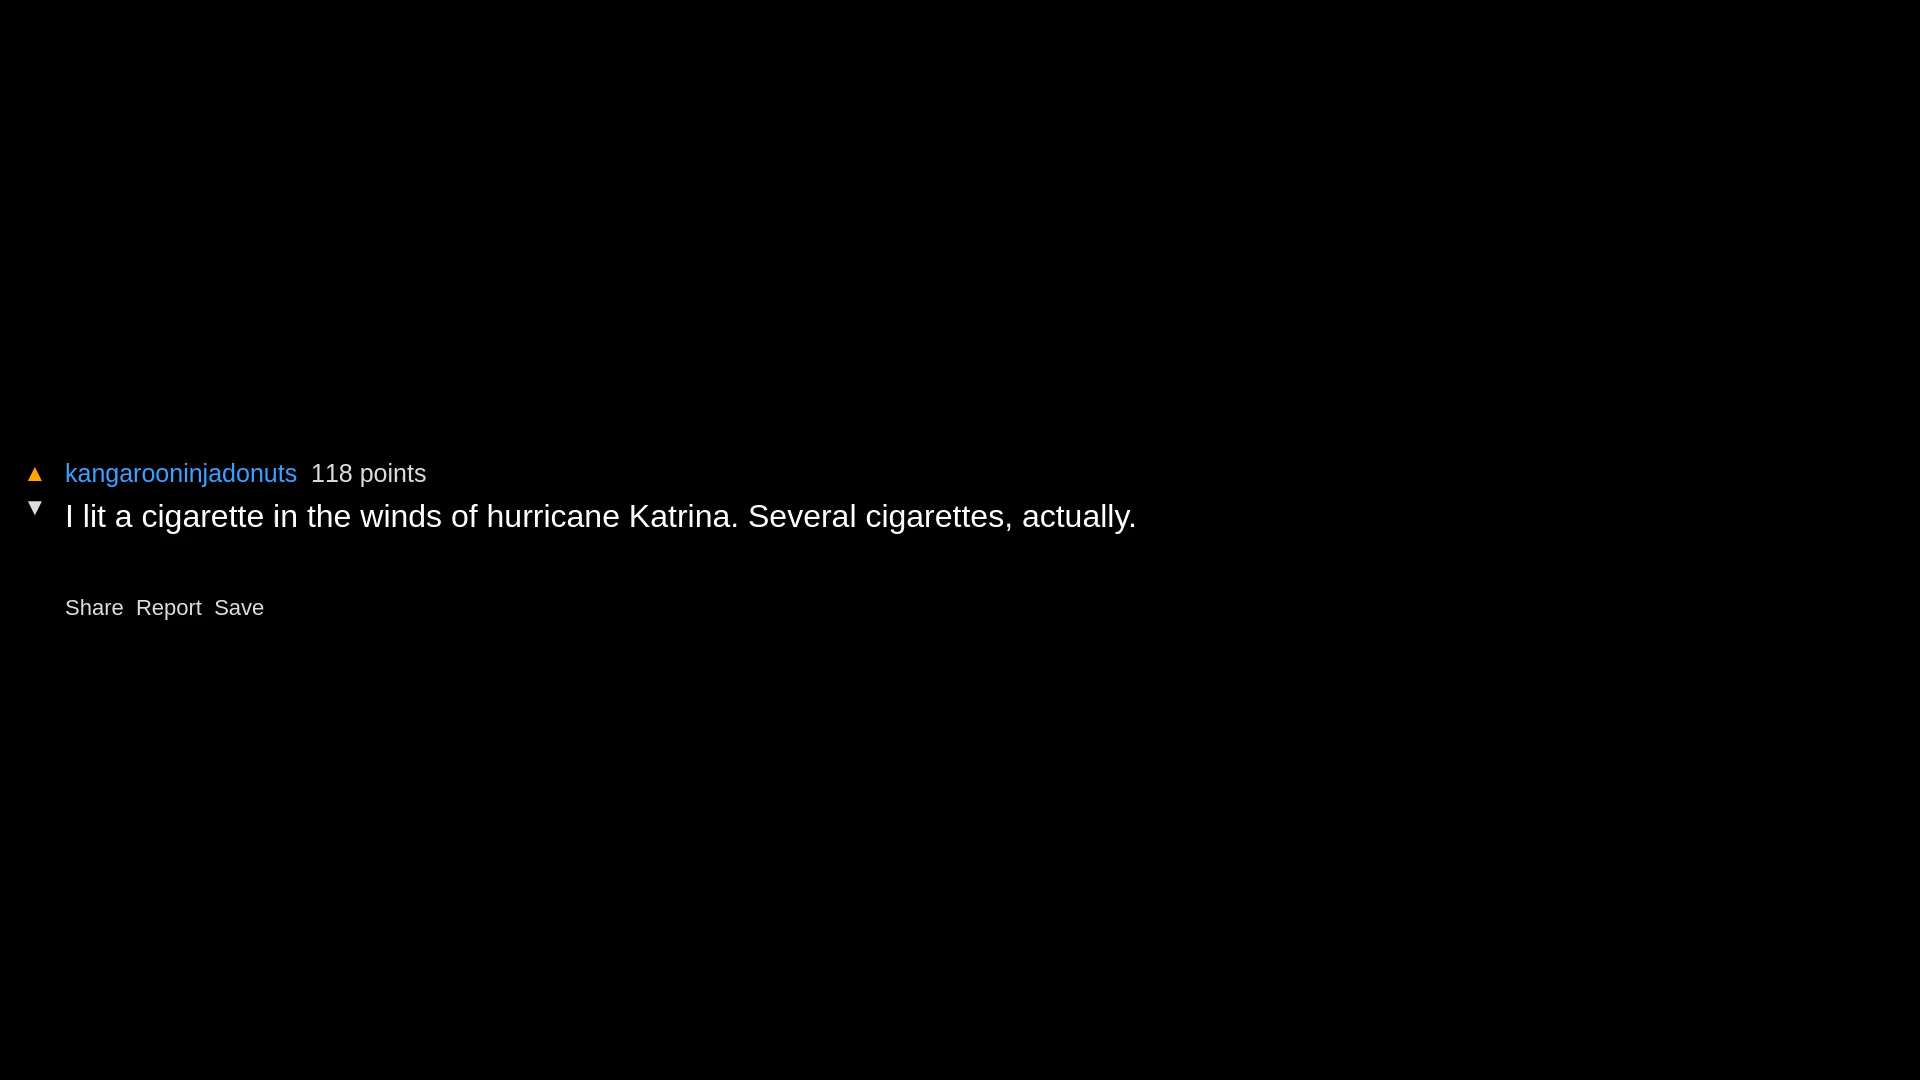 ▲ kangarooninjadonuts 118 points
▼ I lit a cigarette in the winds of hurricane Katrina. Several cigarettes, actually.
Share Report Save